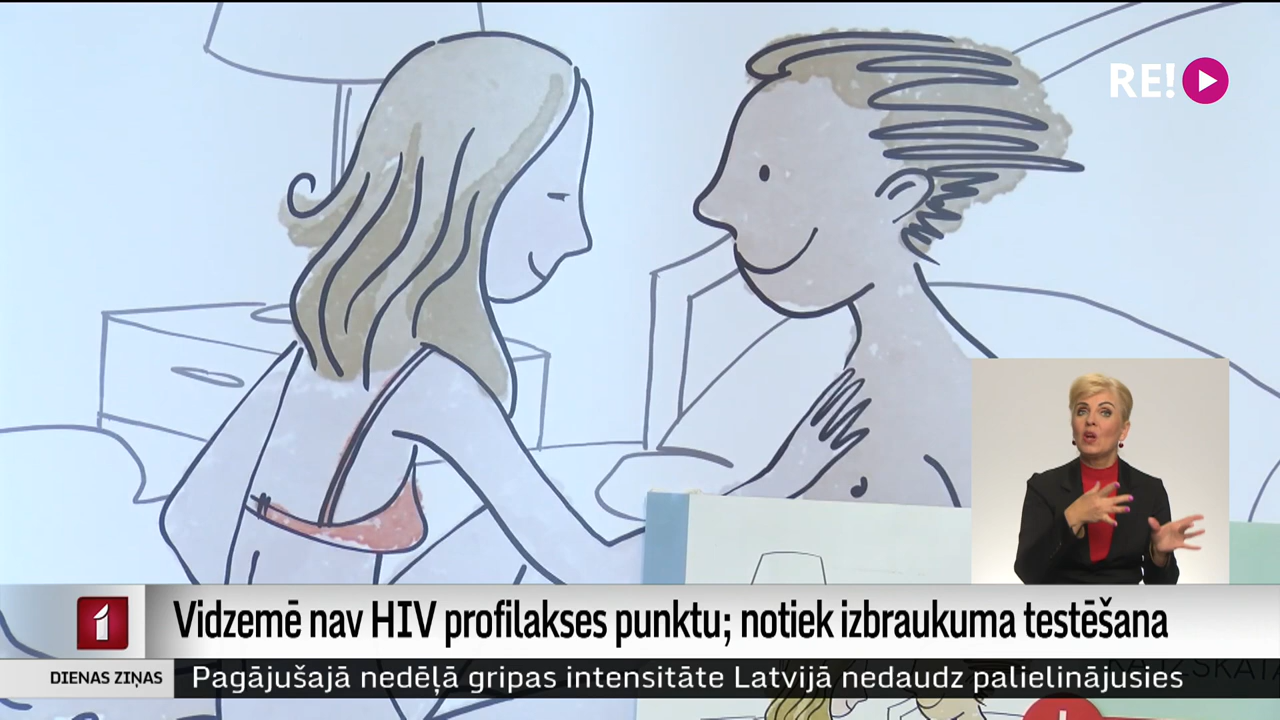 RE!
1
Vidzemē nav HIV profilakses punktu; notiek izbraukuma testēšana
DIENAS ZIŅAS
Pagājušajā nedēļā gripas intensitāte Latvijā nedaudz palielinājusies